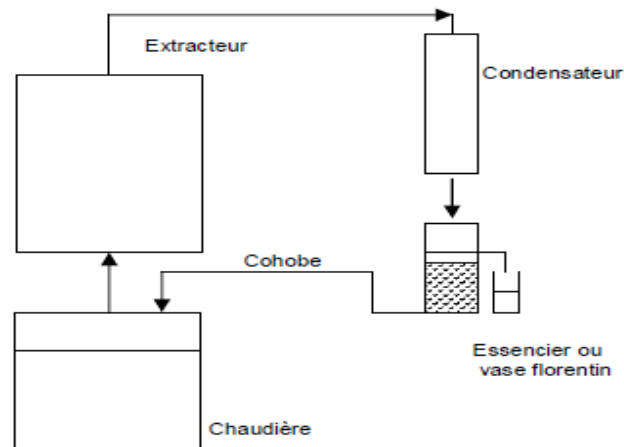 Extracteur
Condensateur
Cohobe
Essencier ou
vase florentin
Chaudière